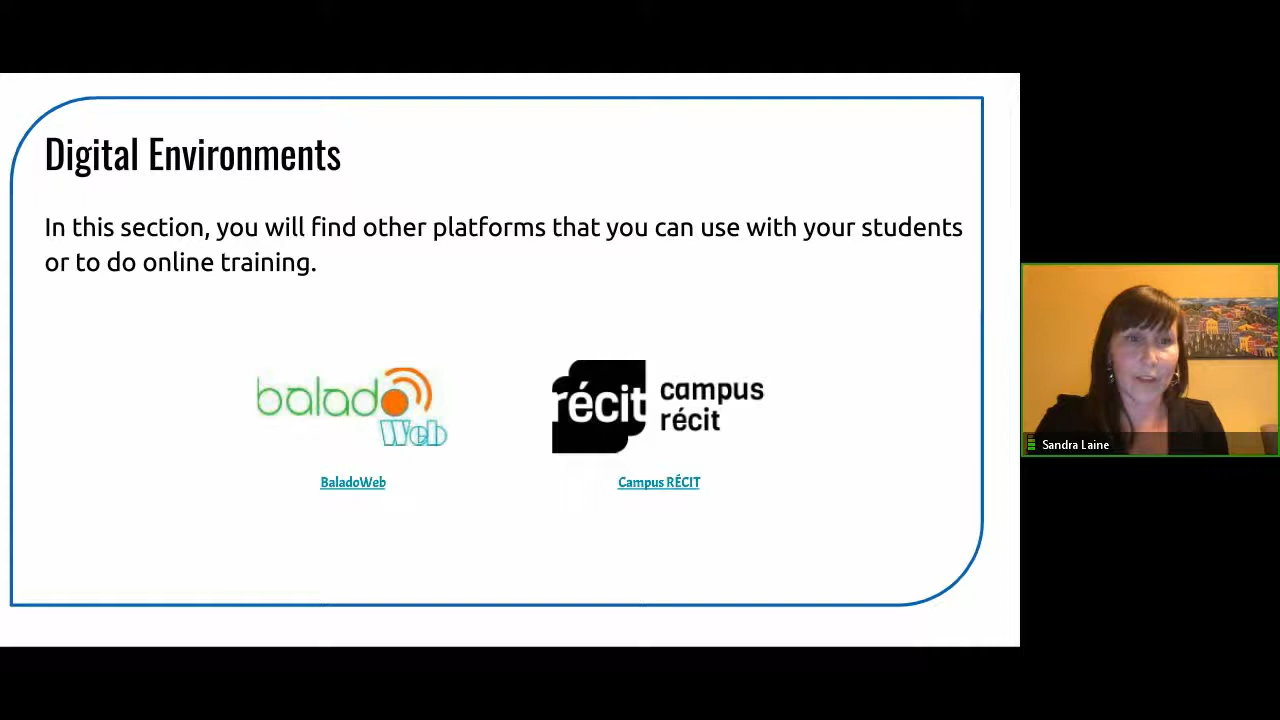 Digital Environments
In this section, you will find other platforms that you can use with your students
or to do online training.
balado
Web
récit
campus
récit
BaladoWeb
Campus RÉCIT
Sandra Laine